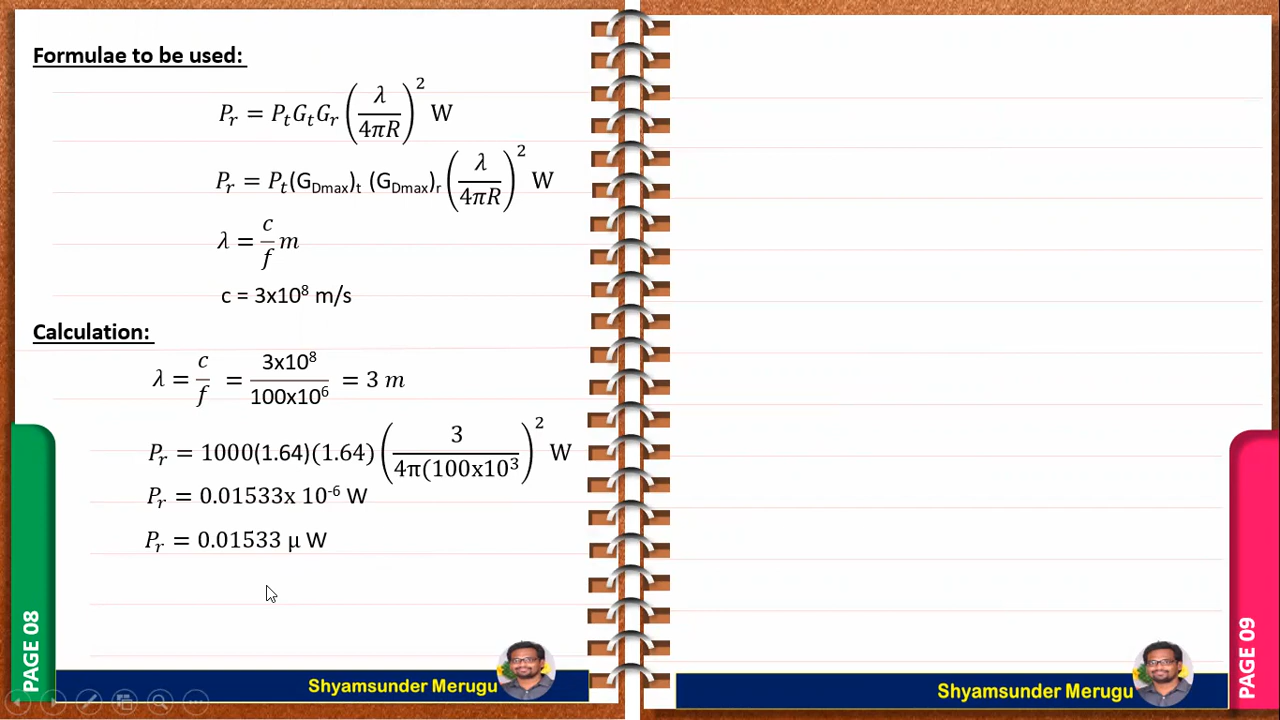 Formulae to be used:
𝑃ᵣ = 𝑃ₜ𝐺ₜ𝐺ᵣ (λ/4πR)² W
𝑃ᵣ = 𝑃ₜ(G_Dmax)ₜ (G_Dmax)ᵣ (λ/4πR)² W
λ = c/f m
c = 3x10⁸ m/s
Calculation:
λ = c/f = 3x10⁸/100x10⁶ = 3 m
𝑃ᵣ = 1000(1.64)(1.64) (3/4π(100x10³)² W
𝑃ᵣ = 0.01533x 10⁻⁶ W
𝑃ᵣ = 0.01533 µ W
PAGE 08
Shyamsunder Merugu
PAGE 09
Shyamsunder Merugu